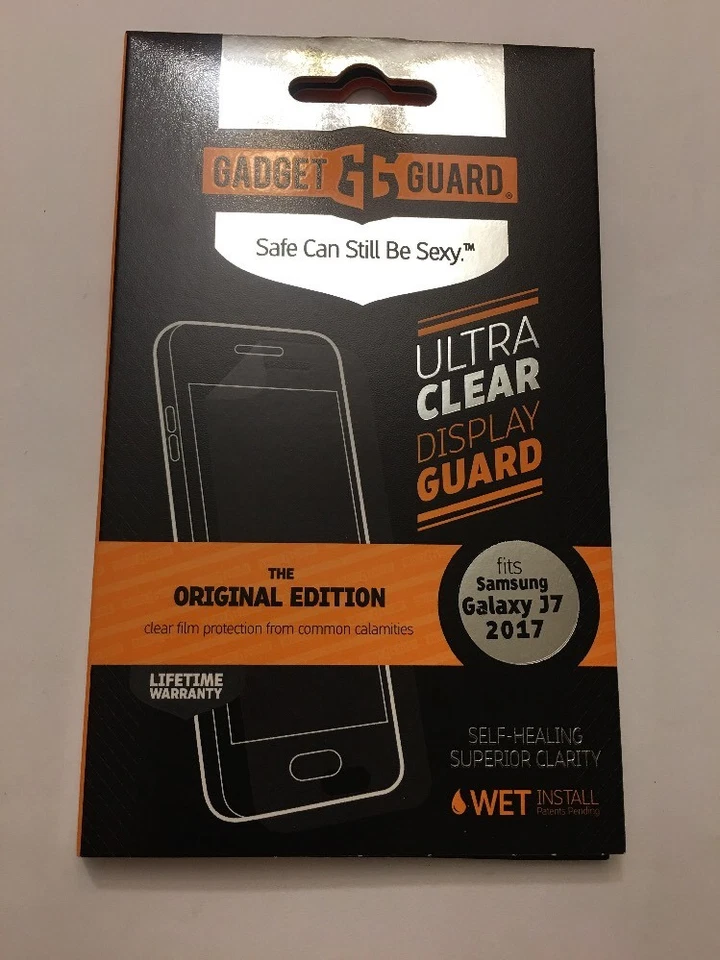 GADGET GG GUARD®
Safe Can Still Be Sexy.™
ULTRA
CLEAR
DISPLAY
GUARD
THE
ORIGINAL EDITION
clear film protection from common calamities
fits
Samsung
Galaxy J7
2017
LIFETIME
WARRANTY
SELF-HEALING
SUPERIOR CLARITY
WET INSTALL
Patents Pending